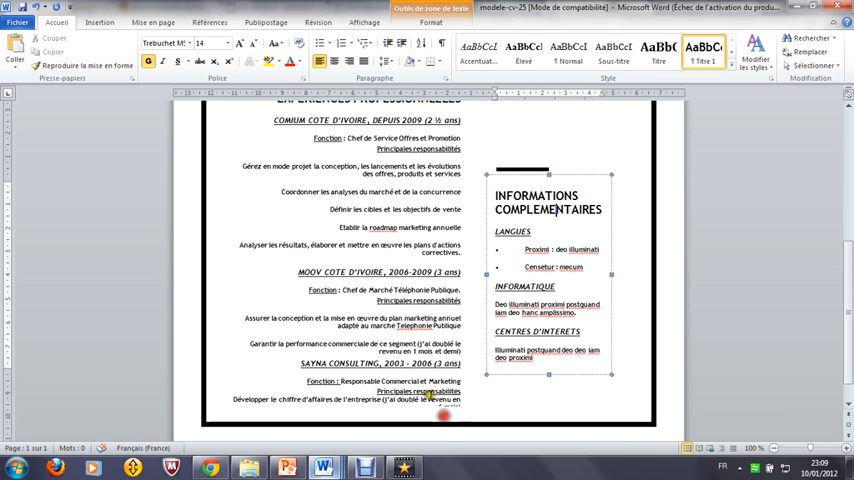 Outils de zone de texte
modele-cv-25 [Mode de compatibilité] - Microsoft Word (Échec de l'activation du produ...
Fichier Accueil Insertion Mise en page Références Publipostage Révision Affichage Format
Coller
Couper
Copier
Reproduire la mise en forme
Presse-papiers
Trebuchet M! 14
G I S abe
Police
Paragraphe
AaBbCcL AaBbCc AaBbCcL AaBbCc AaBb( AaBbC
Accentuat... Élevé ¶ Normal Sous-titre Titre ¶ Titre 1
Modifier les styles
Style
Rechercher
Remplacer
Sélectionner
Modification
EXPERIENCES PROFESSIONNELLES
COMIUM COTE D'IVOIRE, DEPUIS 2009 (2 ½ ans)
Fonction : Chef de Service Offres et Promotion
Principales responsabilités
Gérez en mode projet la conception, les lancements et les évolutions
des offres, produits et services
Coordonner les analyses du marché et de la concurrence
Définir les cibles et les objectifs de vente
Etablir la roadmap marketing annuelle
Analyser les résultats, élaborer et mettre en œuvre les plans d'actions
correctives.
MOOV COTE D'IVOIRE, 2006-2009 (3 ans)
Fonction : Chef de Marché Téléphonie Publique.
Principales responsabilités
Assurer la conception et la mise en œuvre du plan marketing annuel
adapté au marché Telephonie Publique
Garantir la performance commerciale de ce segment (j'ai doublé le
revenu en 1 mois et demi)
SAYNA CONSULTING, 2003 - 2006 (3 ans)
Fonction : Responsable Commercial et Marketing
Principales responsabilités
Développer le chiffre d'affaires de l'entreprise (j'ai doublé le revenu en
INFORMATIONS
COMPLEMENTAIRES
LANGUES
• Proximi : deo illuminati
• Censetur : mecum
INFORMATIQUE
Deo illuminati proximi postquand
iam deo hanc amplissimo.
CENTRES D'INTERETS
Illuminati postquand deo deo iam
deo proximi
Page : 1 sur 1 Mots : 0 Français (France)
100 %
FR
23:09
10/01/2012